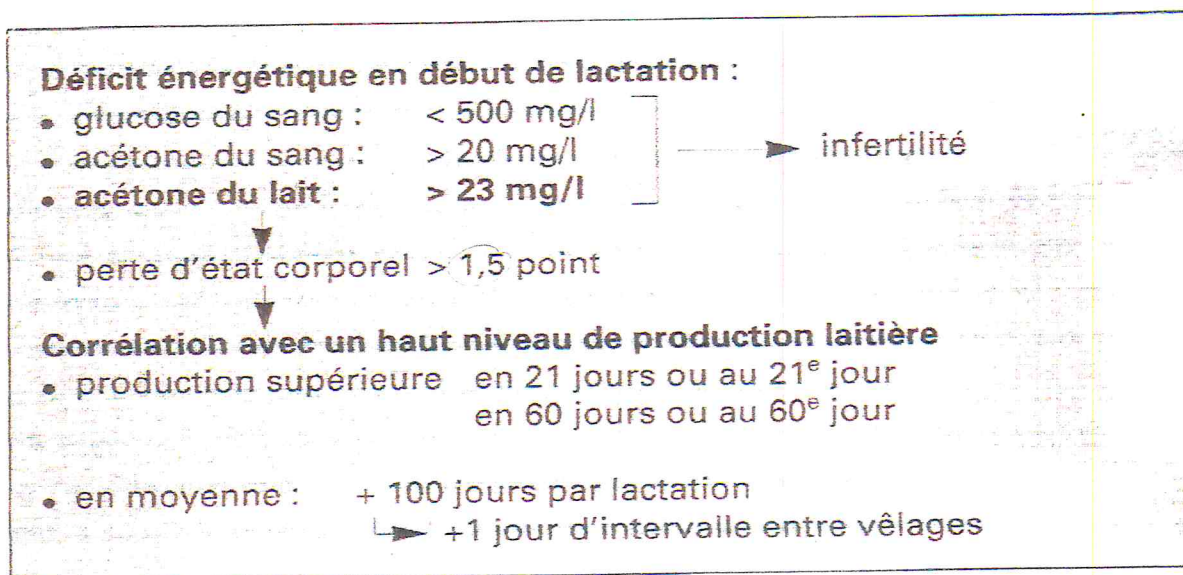 Déficit énergétique en début de lactation :
• glucose du sang : < 500 mg/l
• acétone du sang : > 20 mg/l → infertilité
• acétone du lait : > 23 mg/l
• perte d'état corporel > 1,5 point
Corrélation avec un haut niveau de production laitière
• production supérieure en 21 jours ou au 21e jour
en 60 jours ou au 60e jour
• en moyenne : + 100 jours par lactation
+1 jour d'intervalle entre vêlages